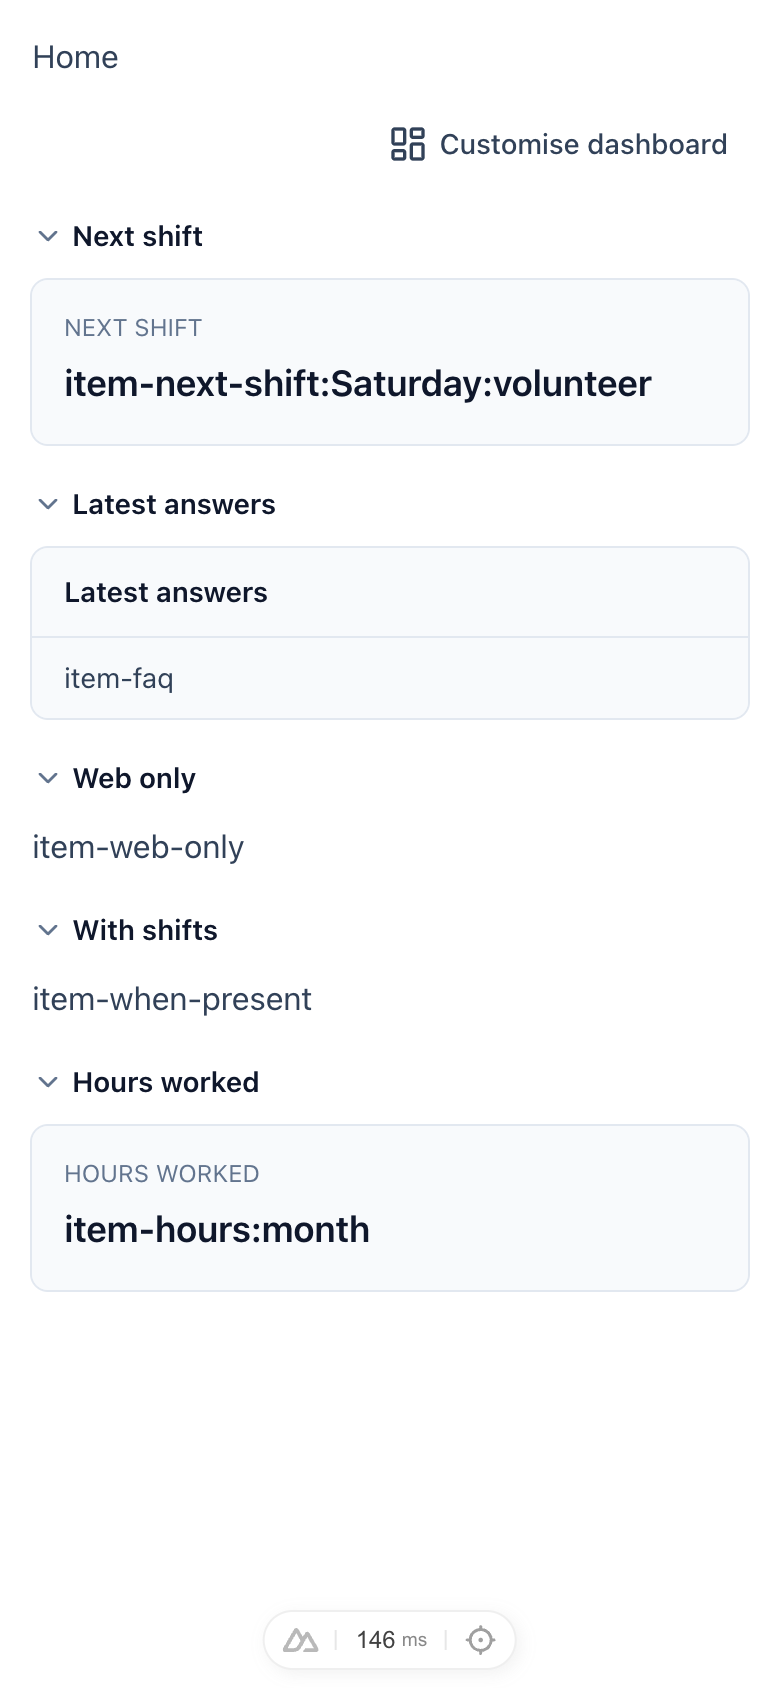 Home
Customise dashboard
Next shift
NEXT SHIFT
item-next-shift:Saturday:volunteer
Latest answers
Latest answers
item-faq
Web only
item-web-only
With shifts
item-when-present
Hours worked
HOURS WORKED
item-hours:month
146 ms